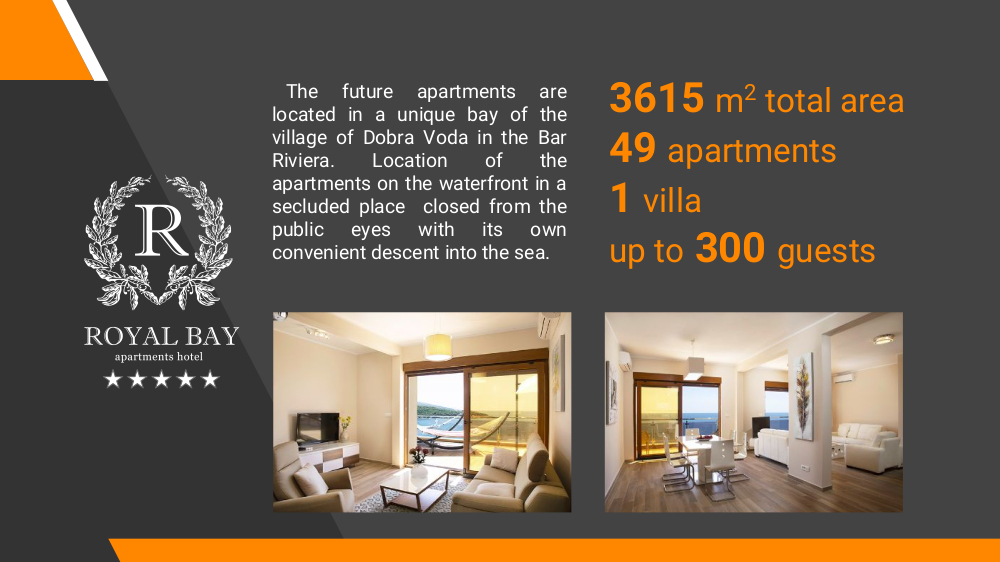 The future apartments are
located in a unique bay of the
village of Dobra Voda in the Bar
Riviera. Location of the
apartments on the waterfront in a
secluded place closed from the
public eyes with its own
convenient descent into the sea.
3615 m² total area
49 apartments
1 villa
up to 300 guests
R
ROYAL BAY
apartments hotel